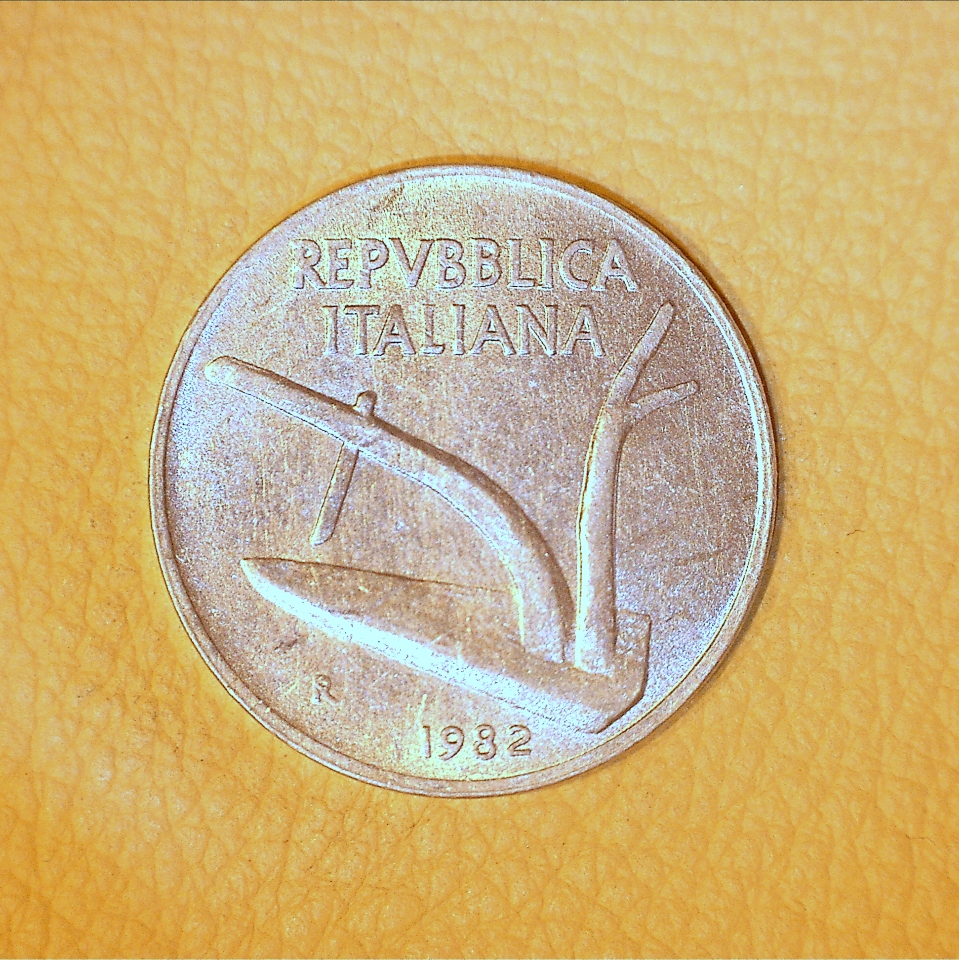 REPVBBLICA
ITALIANA
R
1982